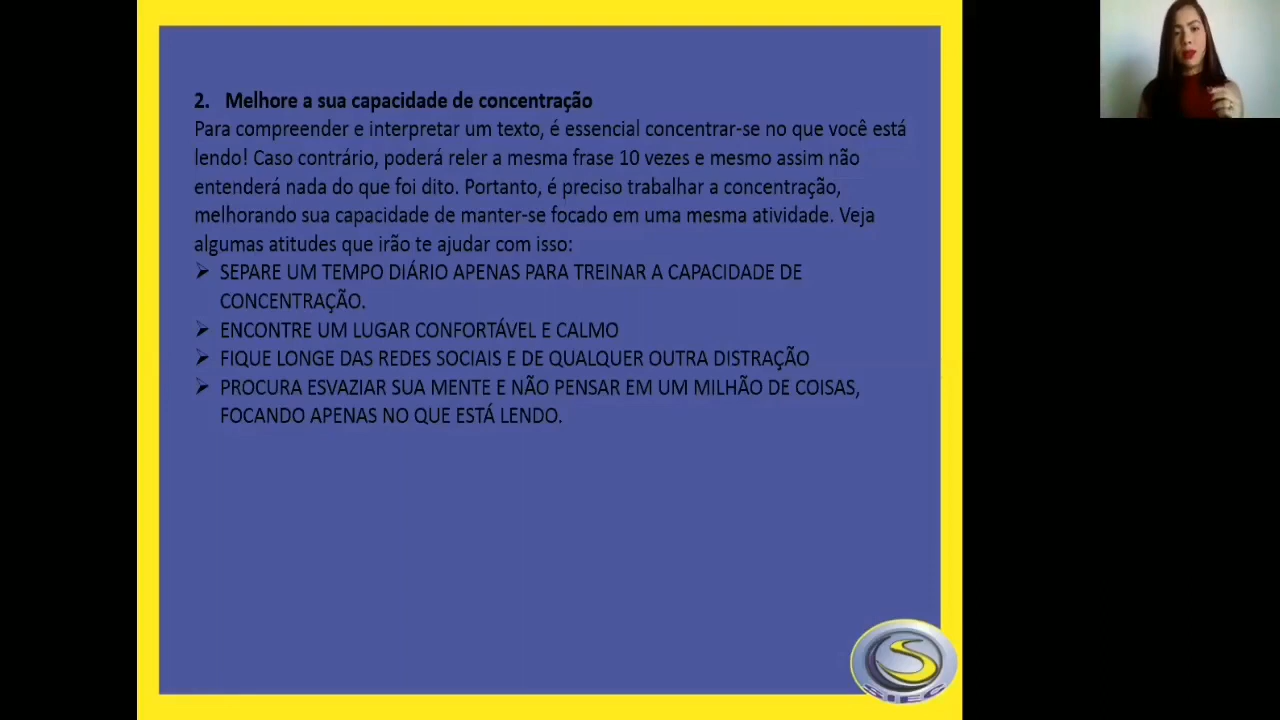 2. Melhore a sua capacidade de concentração
Para compreender e interpretar um texto, é essencial concentrar-se no que você está
lendo! Caso contrário, poderá reler a mesma frase 10 vezes e mesmo assim não
entenderá nada do que foi dito. Portanto, é preciso trabalhar a concentração,
melhorando sua capacidade de manter-se focado em uma mesma atividade. Veja
algumas atitudes que irão te ajudar com isso:
➢ SEPARE UM TEMPO DIÁRIO APENAS PARA TREINAR A CAPACIDADE DE
CONCENTRAÇÃO.
➢ ENCONTRE UM LUGAR CONFORTÁVEL E CALMO
➢ FIQUE LONGE DAS REDES SOCIAIS E DE QUALQUER OUTRA DISTRAÇÃO
➢ PROCURA ESVAZIAR SUA MENTE E NÃO PENSAR EM UM MILHÃO DE COISAS,
FOCANDO APENAS NO QUE ESTÁ LENDO.
SIEC